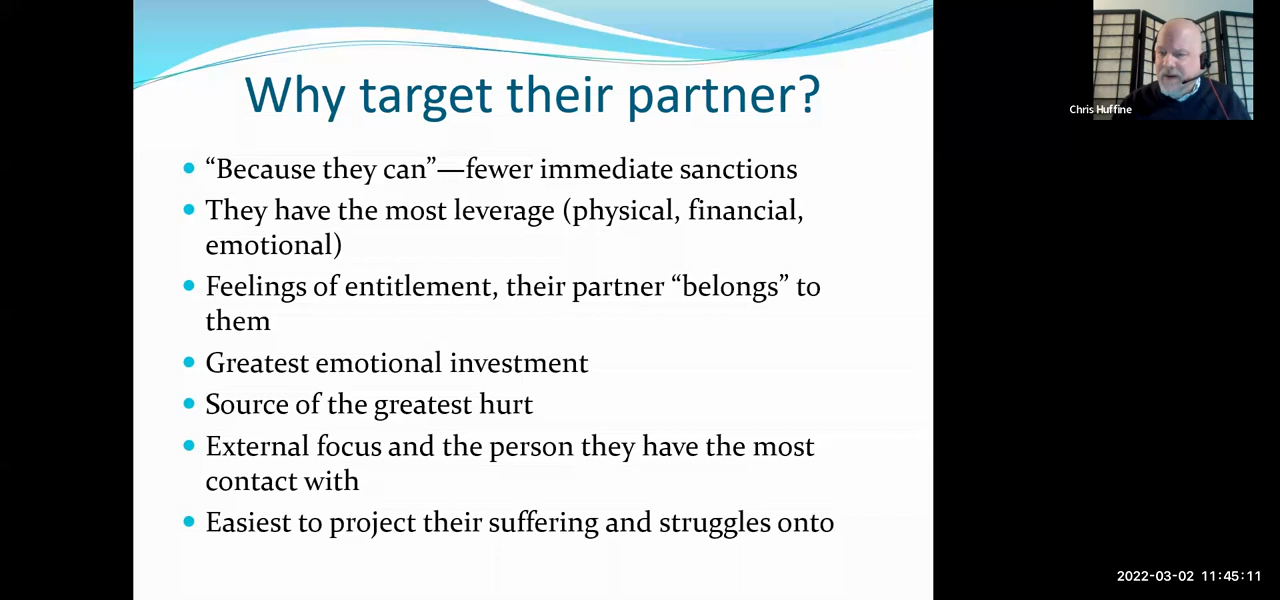 Why target their partner?
“Because they can”—fewer immediate sanctions
They have the most leverage (physical, financial,
emotional)
Feelings of entitlement, their partner “belongs” to
them
Greatest emotional investment
Source of the greatest hurt
External focus and the person they have the most
contact with
Easiest to project their suffering and struggles onto
Chris Huffine
2022-03-02 11:45:11